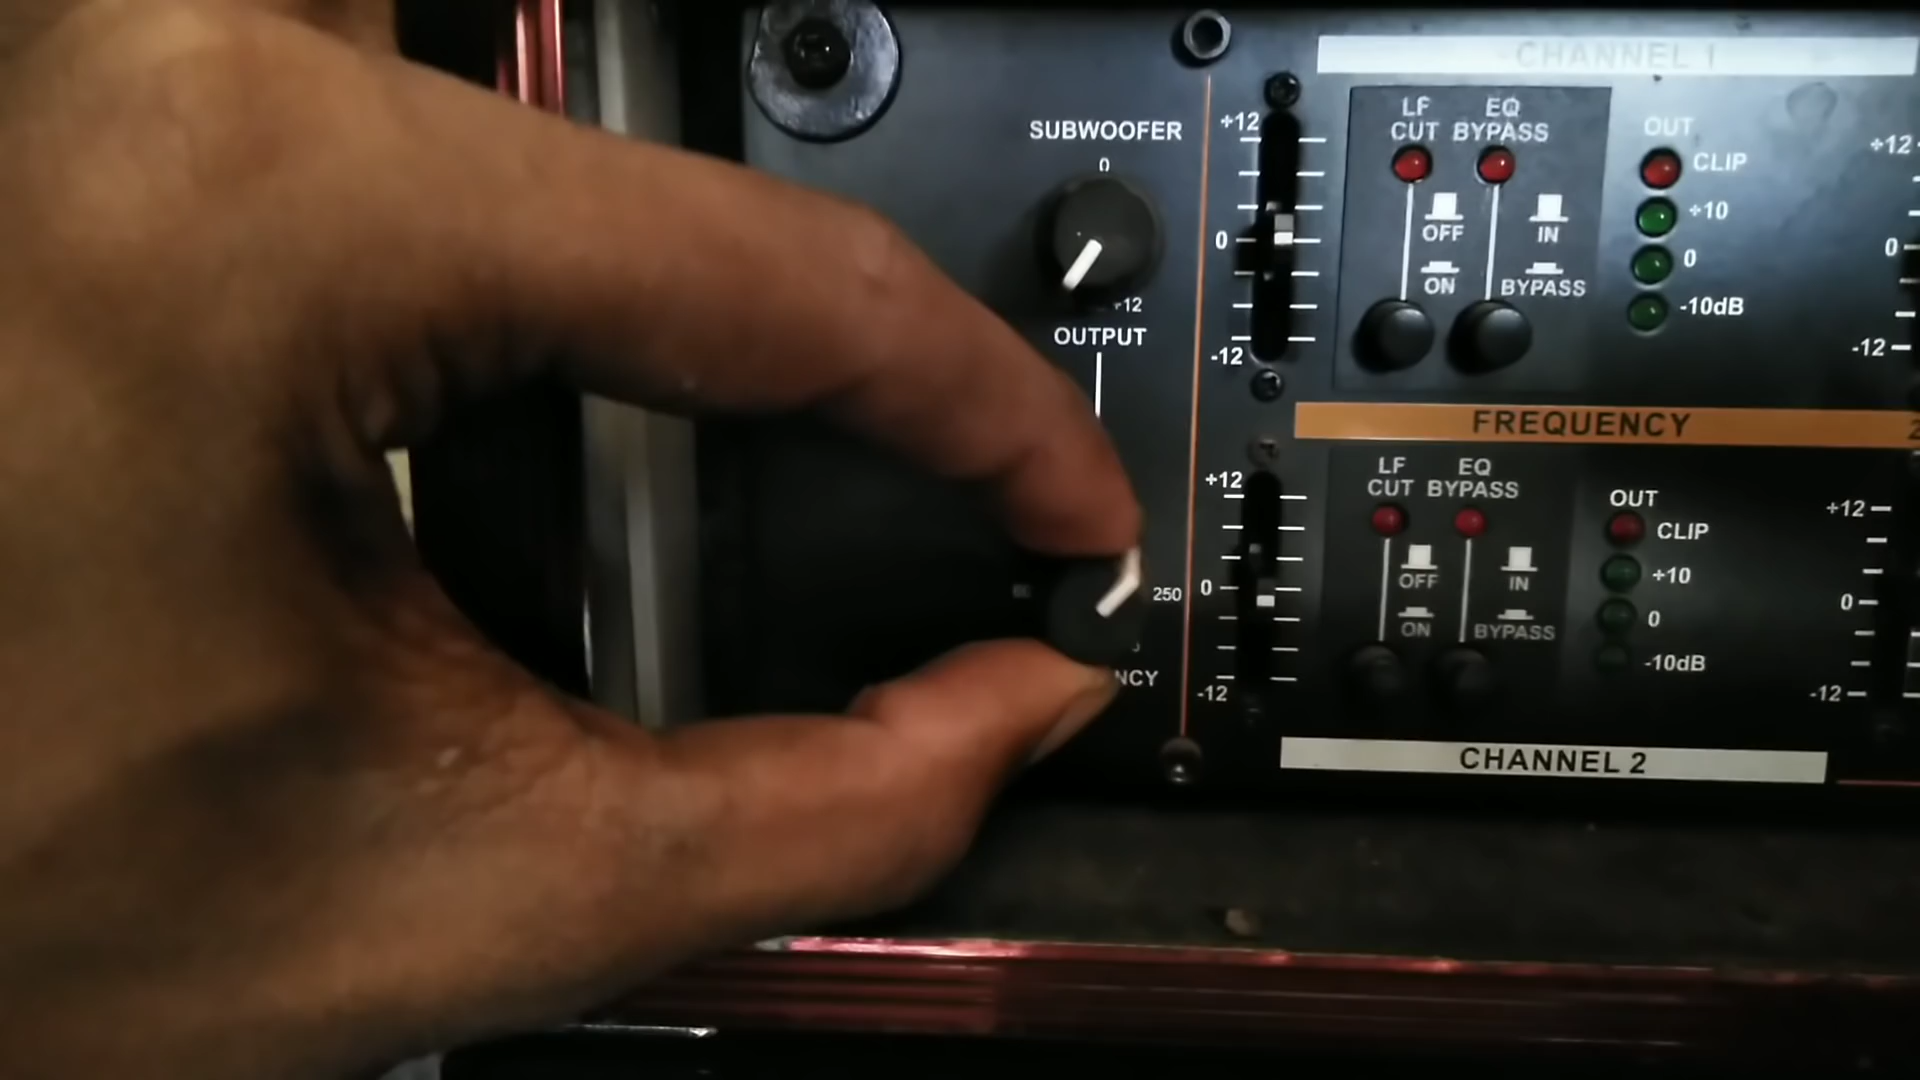 CHANNEL 1
SUBWOOFER
0
+12
OUTPUT
+12
0
-12
LF CUT
EQ BYPASS
OFF
IN
ON
BYPASS
OUT
CLIP
+10
0
-10dB
+12
0
-12
FREQUENCY
250
NCY
+12
0
-12
LF CUT
EQ BYPASS
OFF
IN
ON
BYPASS
OUT
CLIP
+10
0
-10dB
+12
0
-12
CHANNEL 2